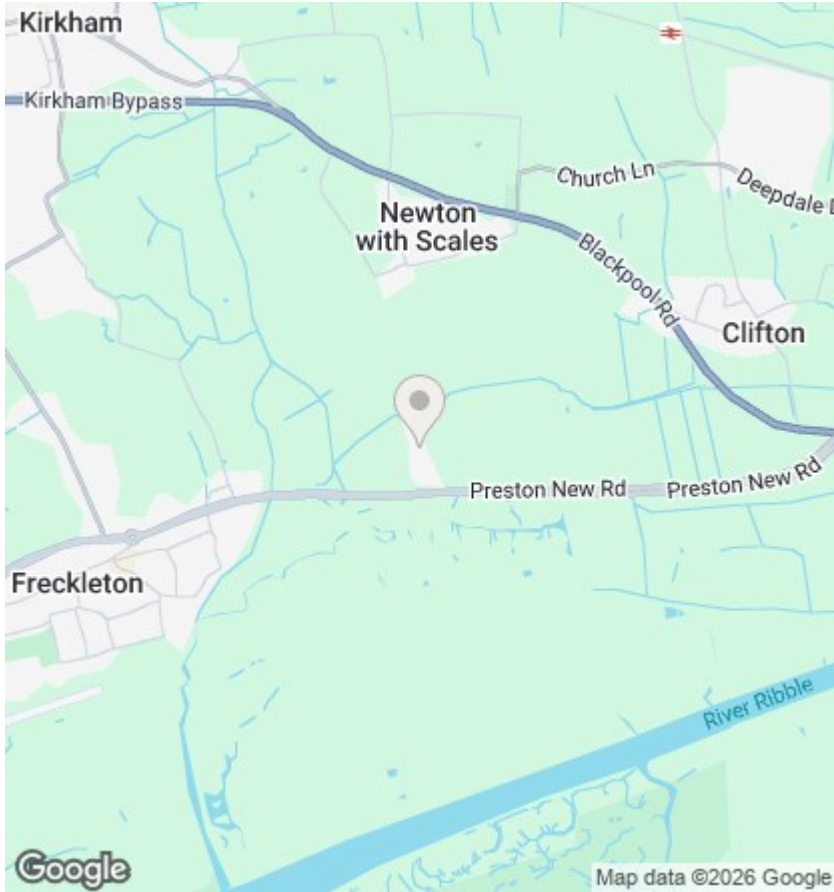 Kirkham
Kirkham Bypass
Church Ln
Deepdale L
Newton
with Scales
Blackpool Rd
Clifton
Preston New Rd
Preston New Rd
Freckleton
River Ribble
Google
Map data ©2026 Google